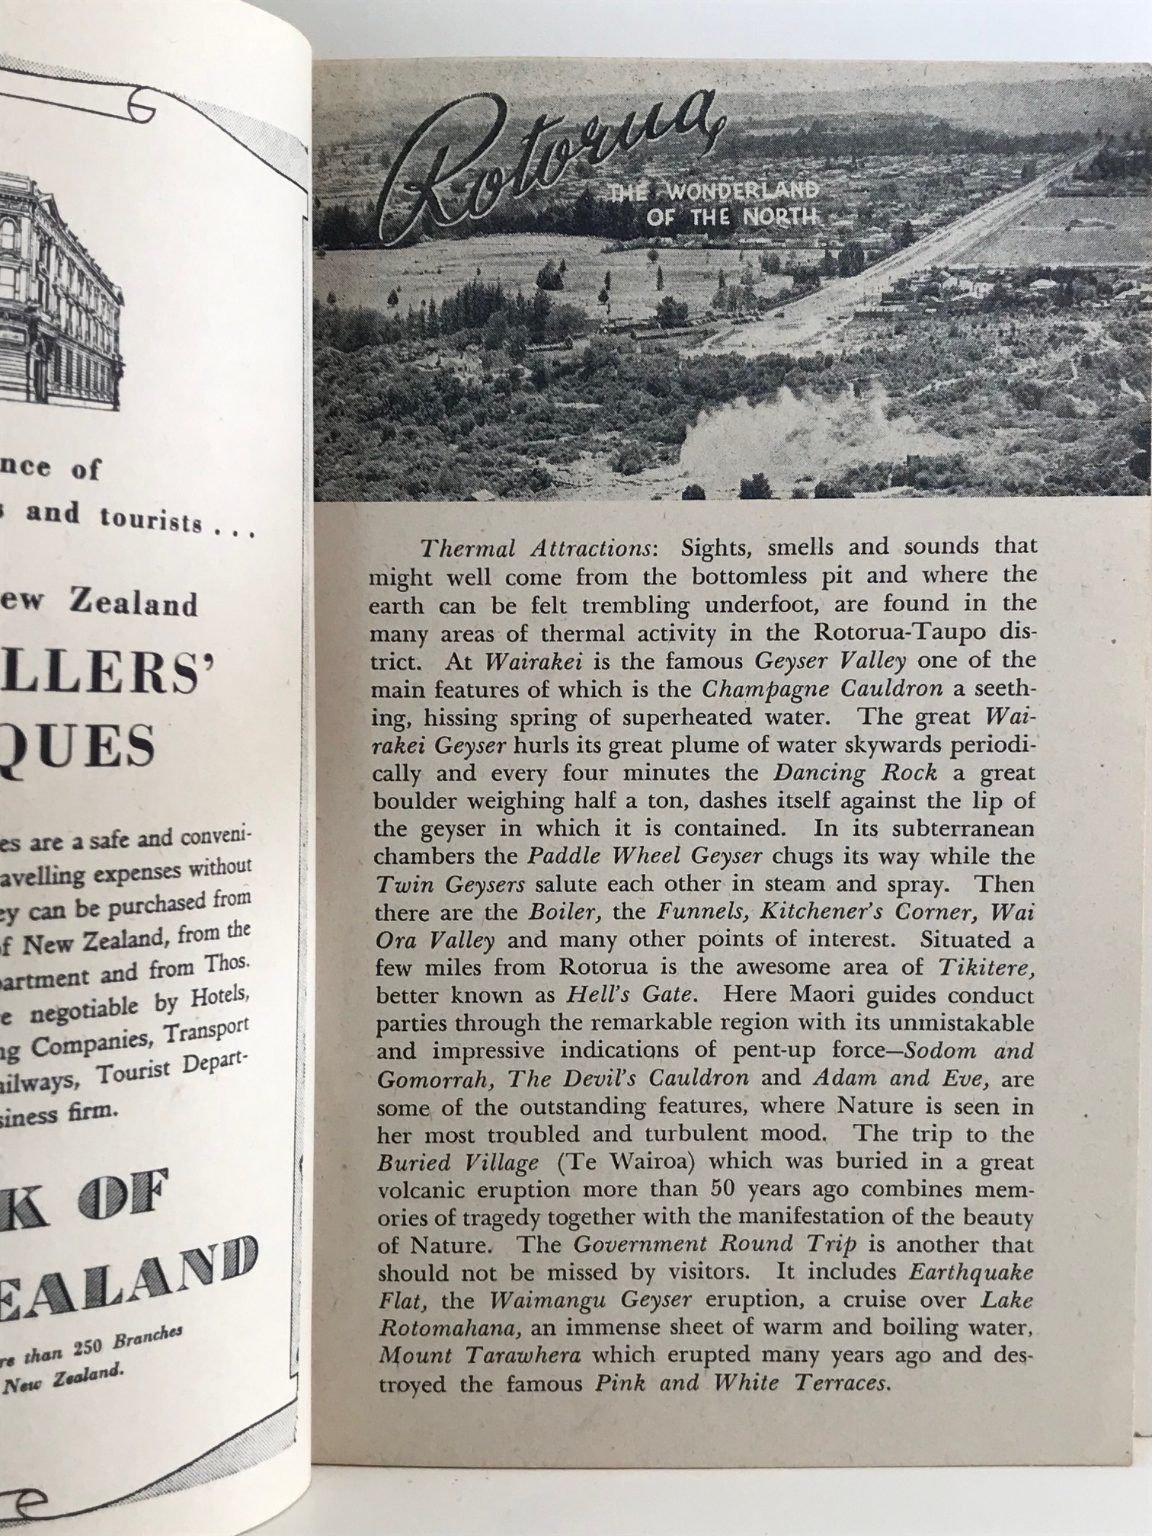 nce of
and tourists...
ew Zealand
LLERS'
QUES
es are a safe and conveni-
avelling expenses without
ey can be purchased from
f New Zealand, from the
artment and from Thos.
e negotiable by Hotels,
ng Companies, Transport
ailways, Tourist Depart-
siness firm.
K OF
EALAND
re than 250 Branches
New Zealand.
Rotorua
THE WONDERLAND
OF THE NORTH
Thermal Attractions: Sights, smells and sounds that
might well come from the bottomless pit and where the
earth can be felt trembling underfoot, are found in the
many areas of thermal activity in the Rotorua-Taupo dis-
trict. At Wairakei is the famous Geyser Valley one of the
main features of which is the Champagne Cauldron a seeth-
ing, hissing spring of superheated water. The great Wai-
rakei Geyser hurls its great plume of water skywards periodi-
cally and every four minutes the Dancing Rock a great
boulder weighing half a ton, dashes itself against the lip of
the geyser in which it is contained. In its subterranean
chambers the Paddle Wheel Geyser chugs its way while the
Twin Geysers salute each other in steam and spray. Then
there are the Boiler, the Funnels, Kitchener's Corner, Wai
Ora Valley and many other points of interest. Situated a
few miles from Rotorua is the awesome area of Tikitere,
better known as Hell's Gate. Here Maori guides conduct
parties through the remarkable region with its unmistakable
and impressive indications of pent-up force—Sodom and
Gomorrah, The Devil's Cauldron and Adam and Eve, are
some of the outstanding features, where Nature is seen in
her most troubled and turbulent mood. The trip to the
Buried Village (Te Wairoa) which was buried in a great
volcanic eruption more than 50 years ago combines mem-
ories of tragedy together with the manifestation of the beauty
of Nature. The Government Round Trip is another that
should not be missed by visitors. It includes Earthquake
Flat, the Waimangu Geyser eruption, a cruise over Lake
Rotomahana, an immense sheet of warm and boiling water,
Mount Tarawhera which erupted many years ago and des-
troyed the famous Pink and White Terraces.